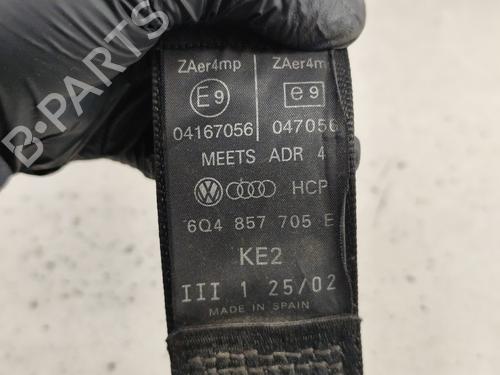 ZAer4mp ZAer4m
E9 e9
04167056 047056
MEETS ADR 4
HCP
6Q4 857 705 E
KE2
III 1 25/02
MADE IN SPAIN
B-PARTS